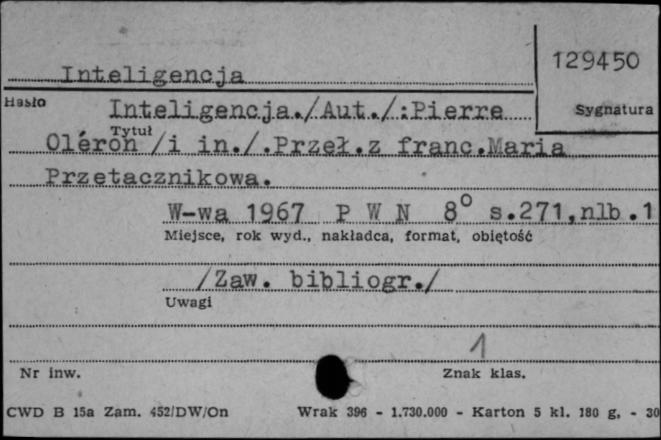 129450
Inteligencja
Hasło
Inteligencja./Aut./:Pierre
Sygnatura
Tytuł
Oléron /i in./.Przeł.z franc.Maria
Przetacznikowa.
W-wa 1967 P W N 8° s.271,nlb.1
Miejsce, rok wyd., nakładca, format, objętość
/Zaw. bibliogr./
Uwagi
1
Nr inw. Znak klas.
CWD B 15a Zam. 452/DW/On Wrak 396 - 1.730.000 - Karton 5 kl. 180 g, - 30